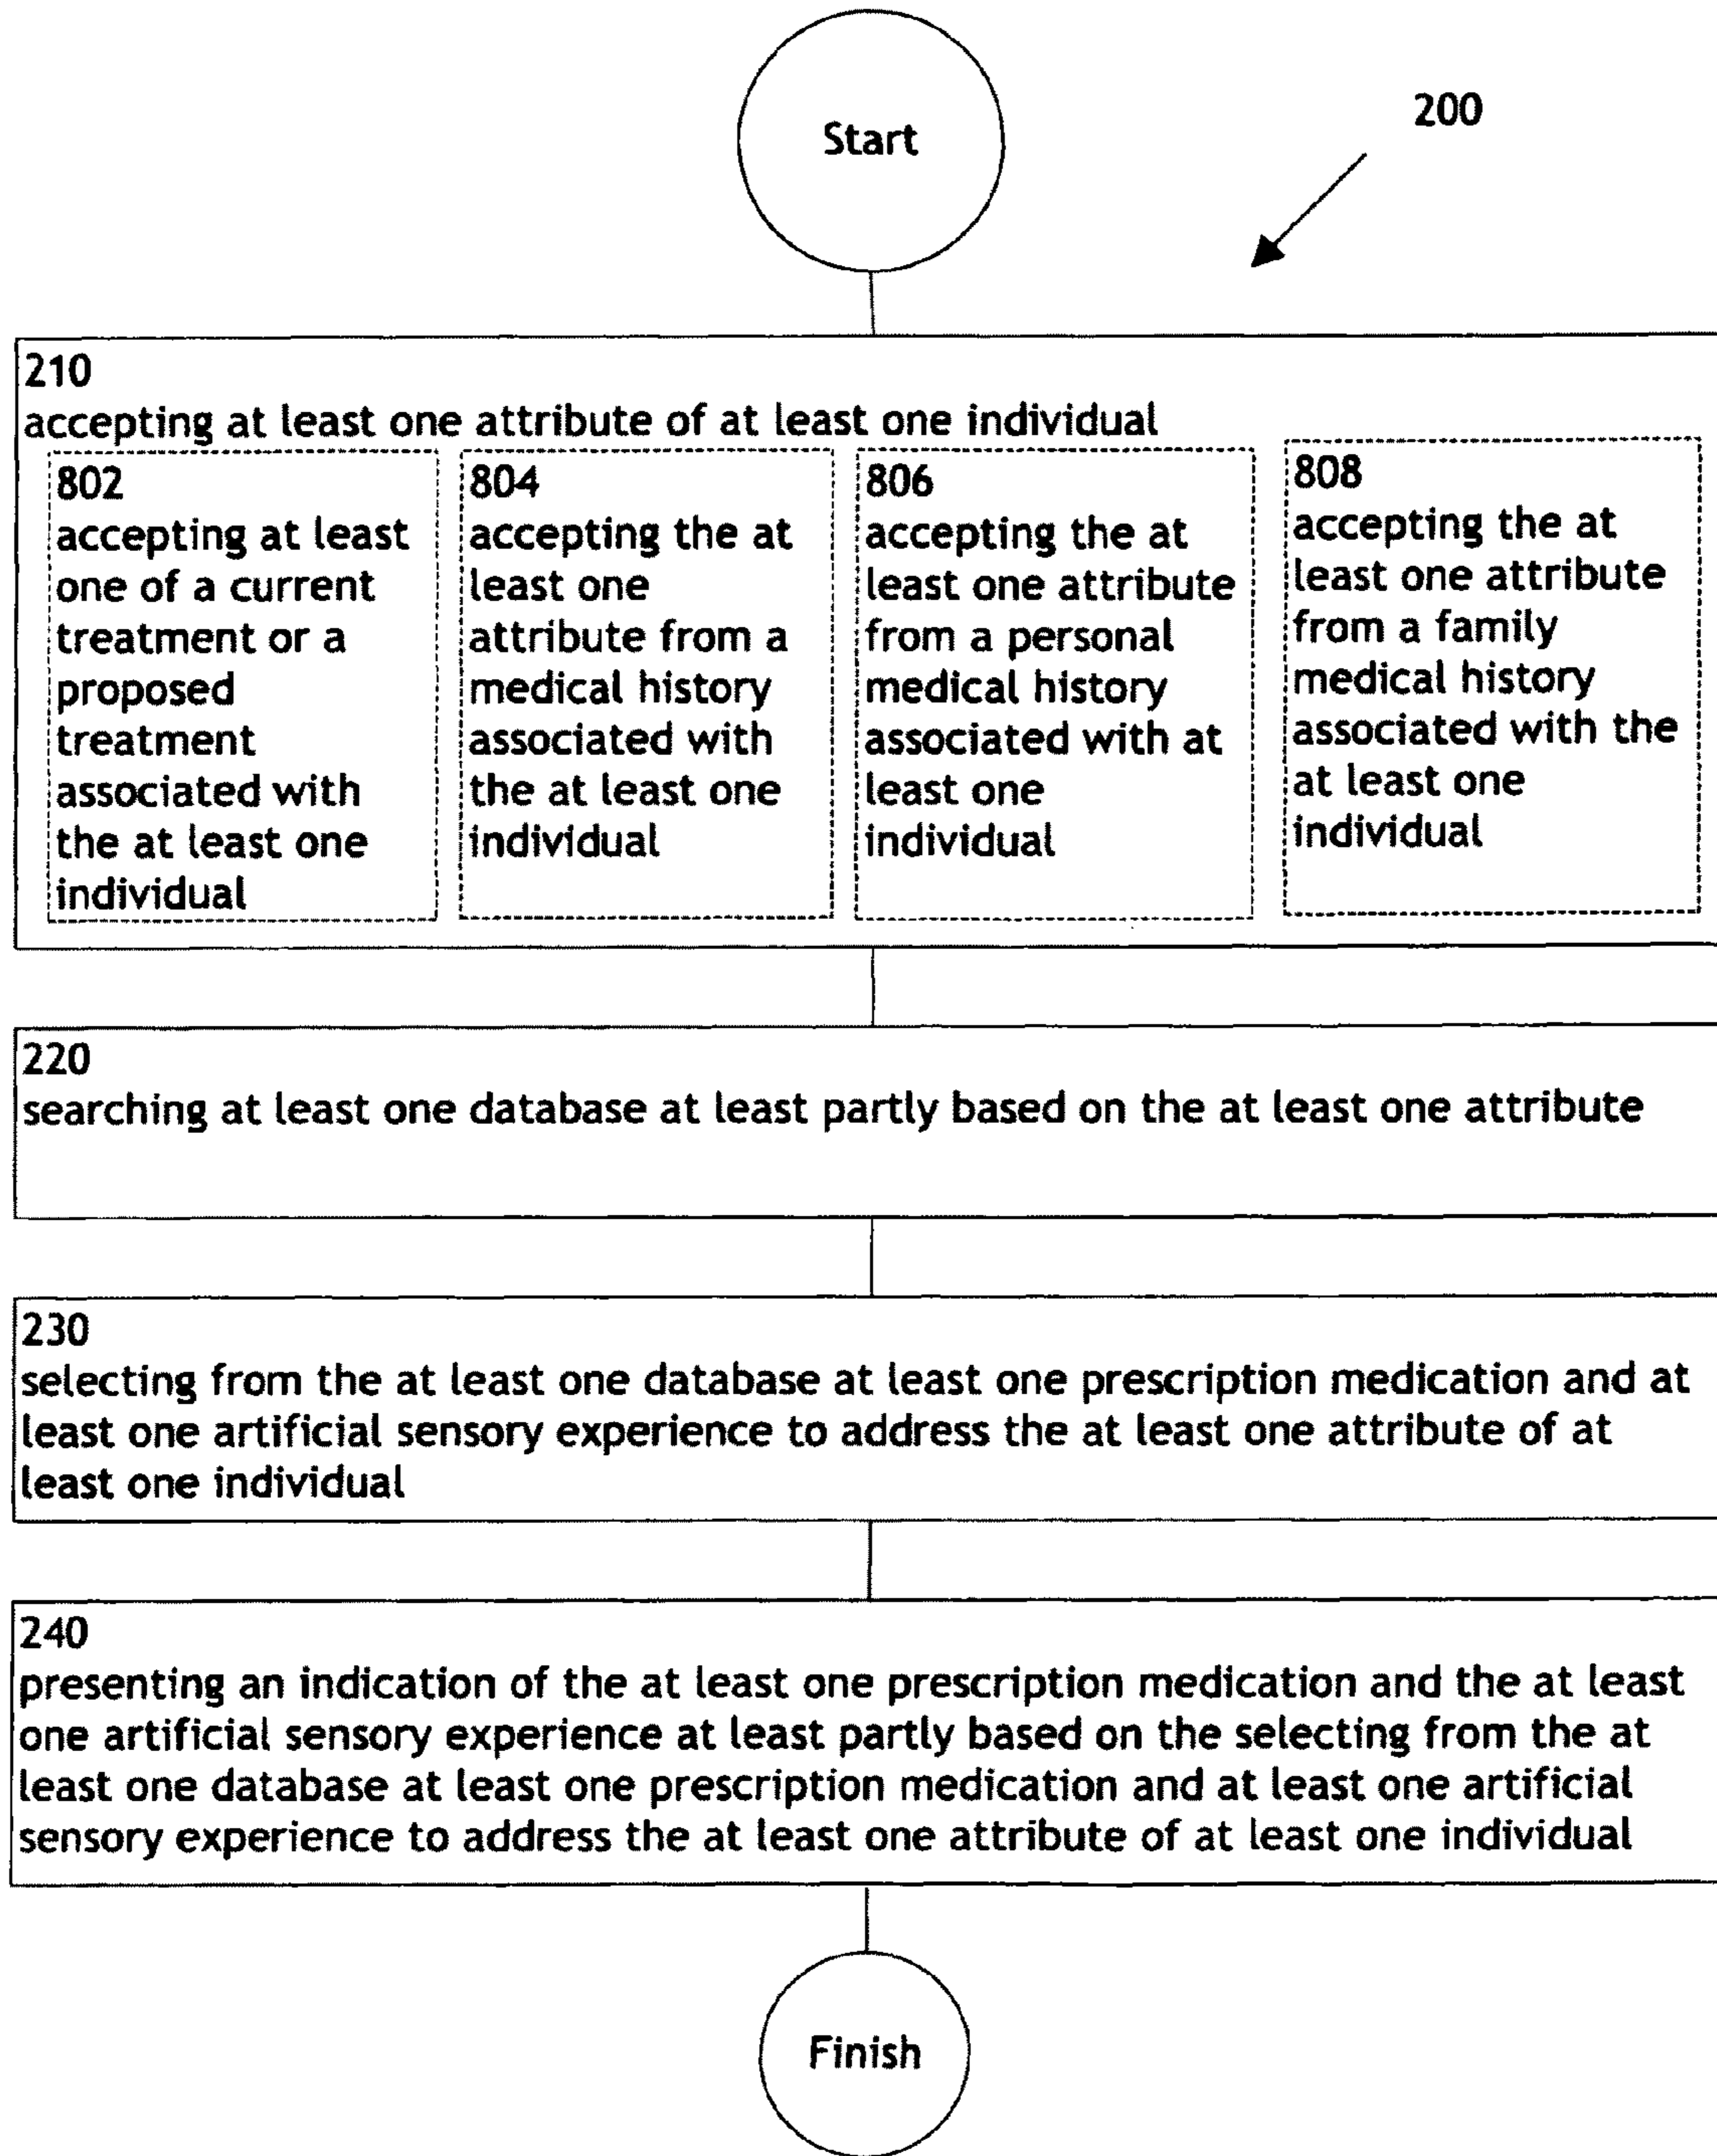 Start
200
210
accepting at least one attribute of at least one individual
802
accepting at least
one of a current
treatment or a
proposed
treatment
associated with
the at least one
individual
804
accepting the at
least one
attribute from a
medical history
associated with
the at least one
individual
806
accepting the at
least one attribute
from a personal
medical history
associated with at
least one
individual
808
accepting the at
least one attribute
from a family
medical history
associated with the
at least one
individual
220
searching at least one database at least partly based on the at least one attribute
230
selecting from the at least one database at least one prescription medication and at
least one artificial sensory experience to address the at least one attribute of at
least one individual
240
presenting an indication of the at least one prescription medication and the at least
one artificial sensory experience at least partly based on the selecting from the at
least one database at least one prescription medication and at least one artificial
sensory experience to address the at least one attribute of at least one individual
Finish